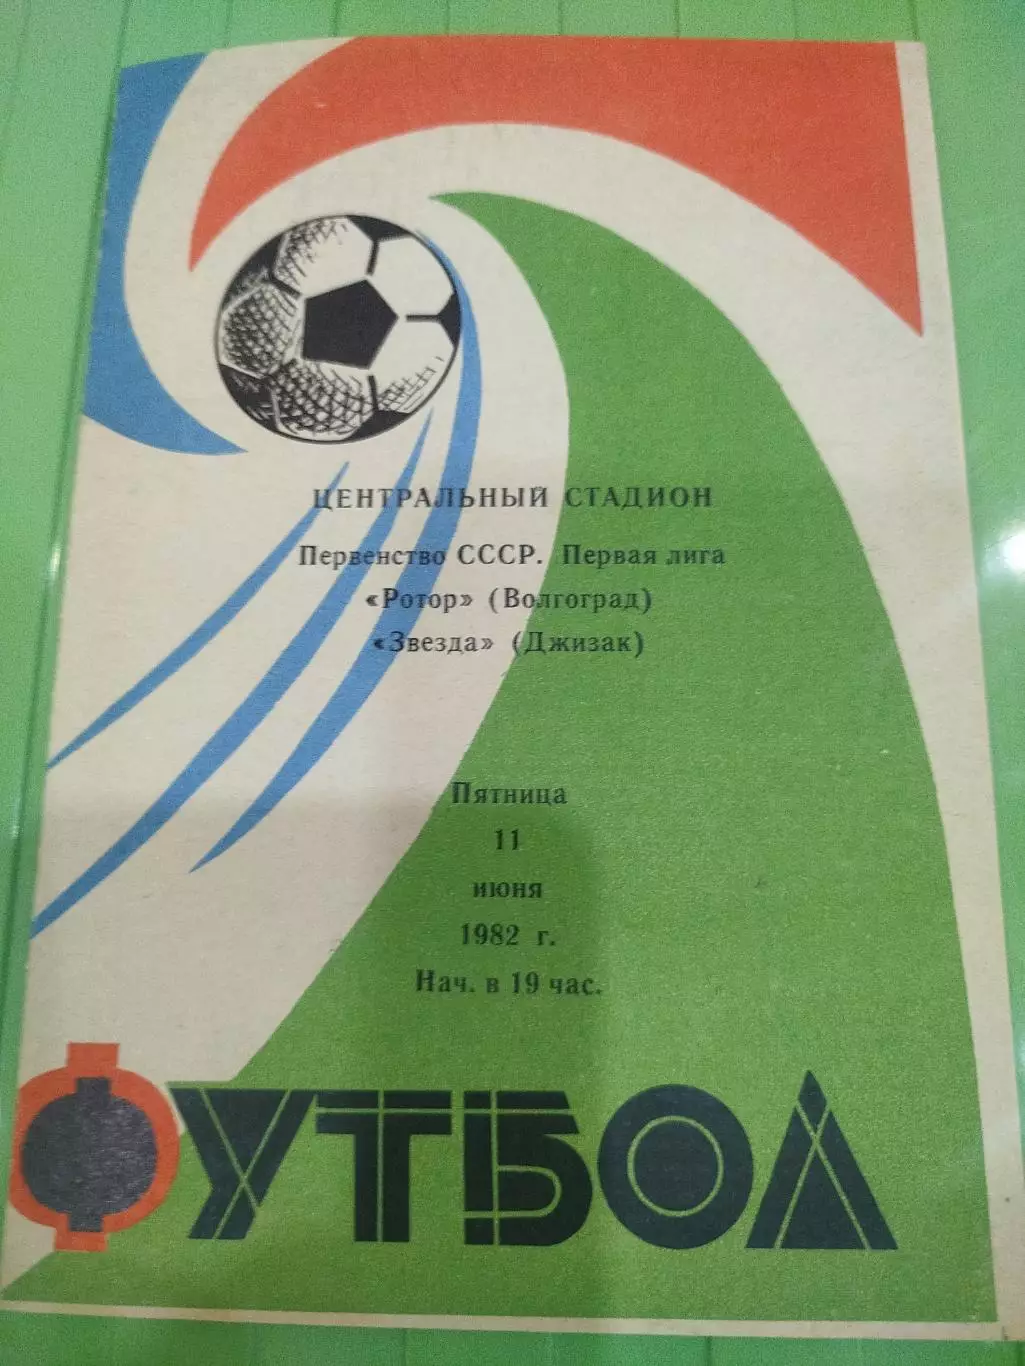 ЦЕНТРАЛЬНЫЙ СТАДИОН
Первенство СССР. Первая лига
«Ротор» (Волгоград)
«Звезда» (Джизак)
Пятница
11
июня
1982 г.
Нач. в 19 час.
ФУТБОЛ